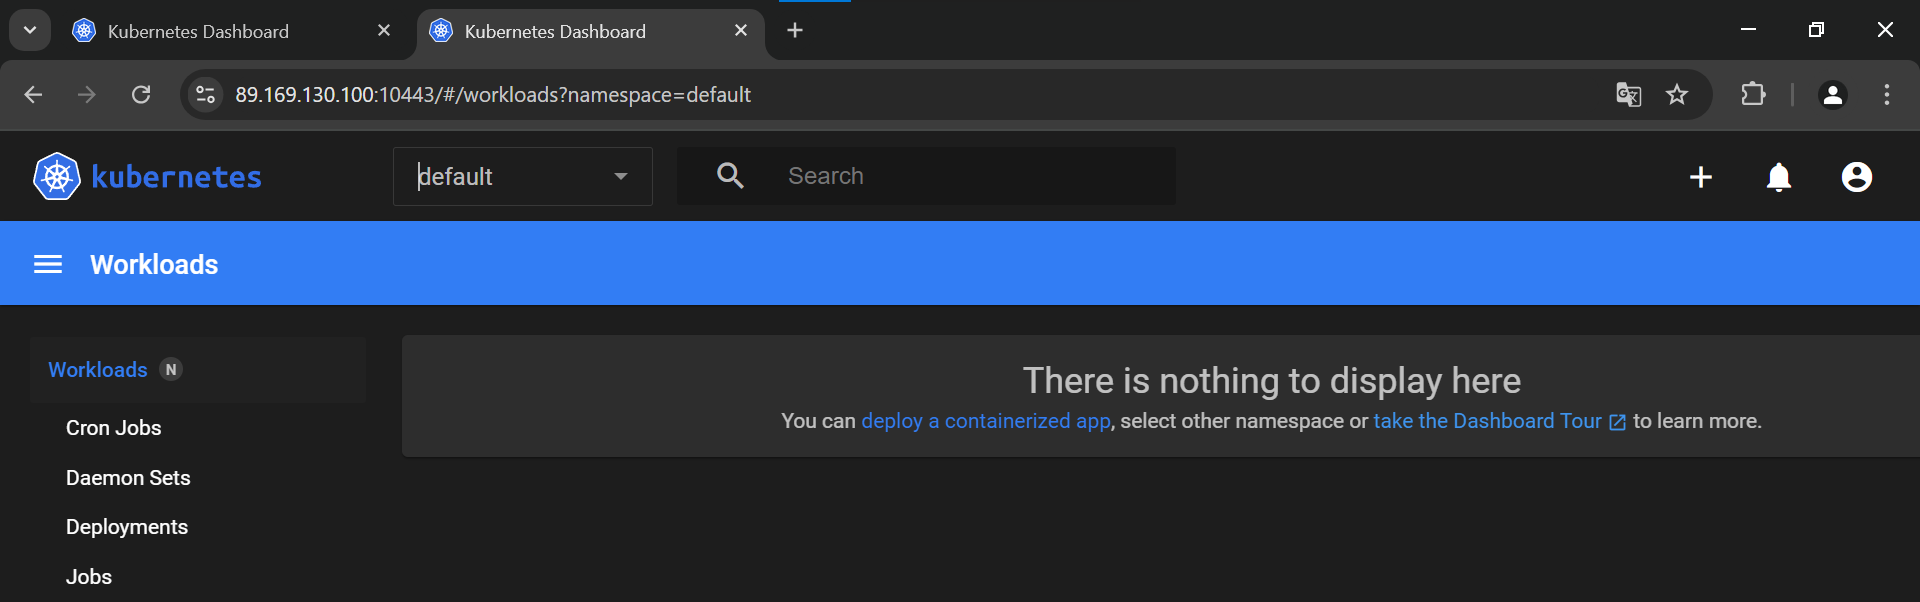 Kubernetes Dashboard
Kubernetes Dashboard
89.169.130.100:10443/#/workloads?namespace=default
kubernetes
default
Search
Workloads
Workloads N
There is nothing to display here
You can deploy a containerized app, select other namespace or take the Dashboard Tour to learn more.
Cron Jobs
Daemon Sets
Deployments
Jobs